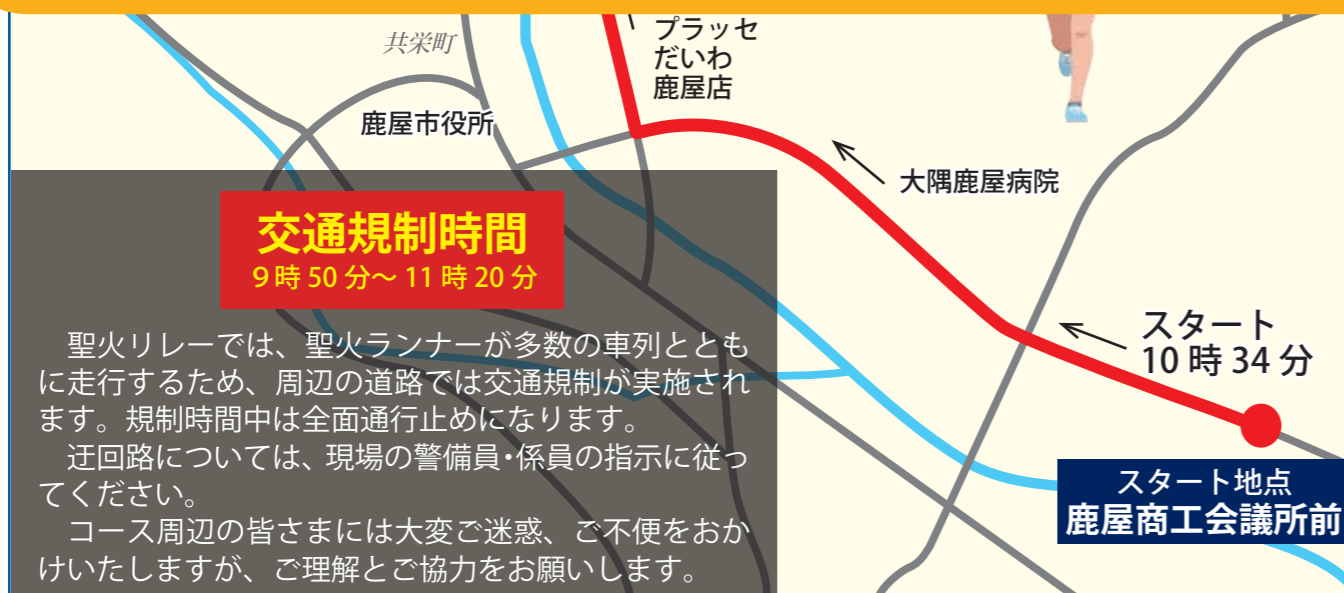 プラッセ
だいわ
鹿屋店
共栄町
鹿屋市役所
大隅鹿屋病院
交通規制時間
9時50分～11時20分
スタート
10時34分
　聖火リレーでは、聖火ランナーが多数の車列ととも
に走行するため、周辺の道路では交通規制が実施され
ます。規制時間中は全面通行止めになります。
　迂回路については、現場の警備員・係員の指示に従っ
てください。
　コース周辺の皆さまには大変ご迷惑、ご不便をおか
けいたしますが、ご理解とご協力をお願いします。
スタート地点
鹿屋商工会議所前